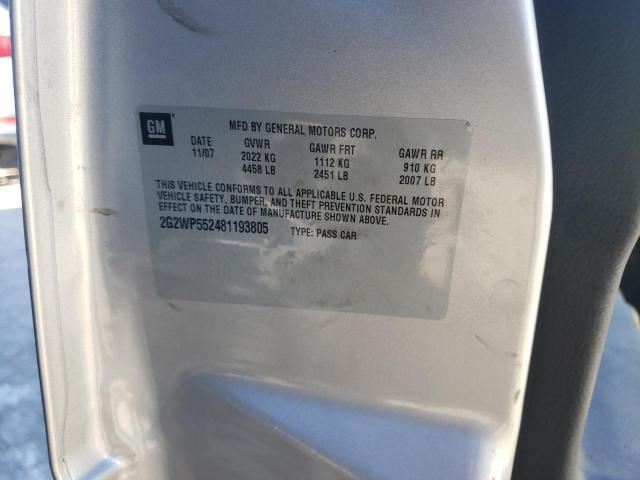 GM
MFD BY GENERAL MOTORS CORP.
DATE GVWR GAWR FRT GAWR RR
11/07 2022 KG 1112 KG 910 KG
4458 LB 2451 LB 2007 LB
THIS VEHICLE CONFORMS TO ALL APPLICABLE U.S. FEDERAL MOTOR
VEHICLE SAFETY, BUMPER, AND THEFT PREVENTION STANDARDS IN
EFFECT ON THE DATE OF MANUFACTURE SHOWN ABOVE.
2G2WP552481193805 TYPE: PASS CAR